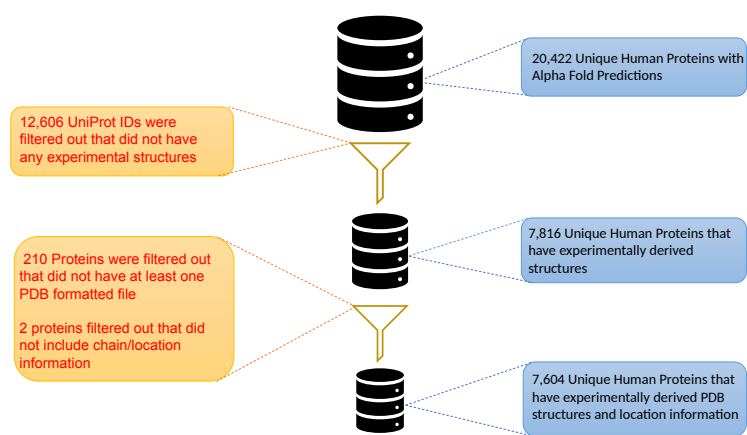 20,422 Unique Human Proteins with
Alpha Fold Predictions
12,606 UniProt IDs were
filtered out that did not have
any experimental structures
7,816 Unique Human Proteins that
have experimentally derived
structures
210 Proteins were filtered out
that did not have at least one
PDB formatted file
2 proteins filtered out that did
not include chain/location
information
7,604 Unique Human Proteins that
have experimentally derived PDB
structures and location information